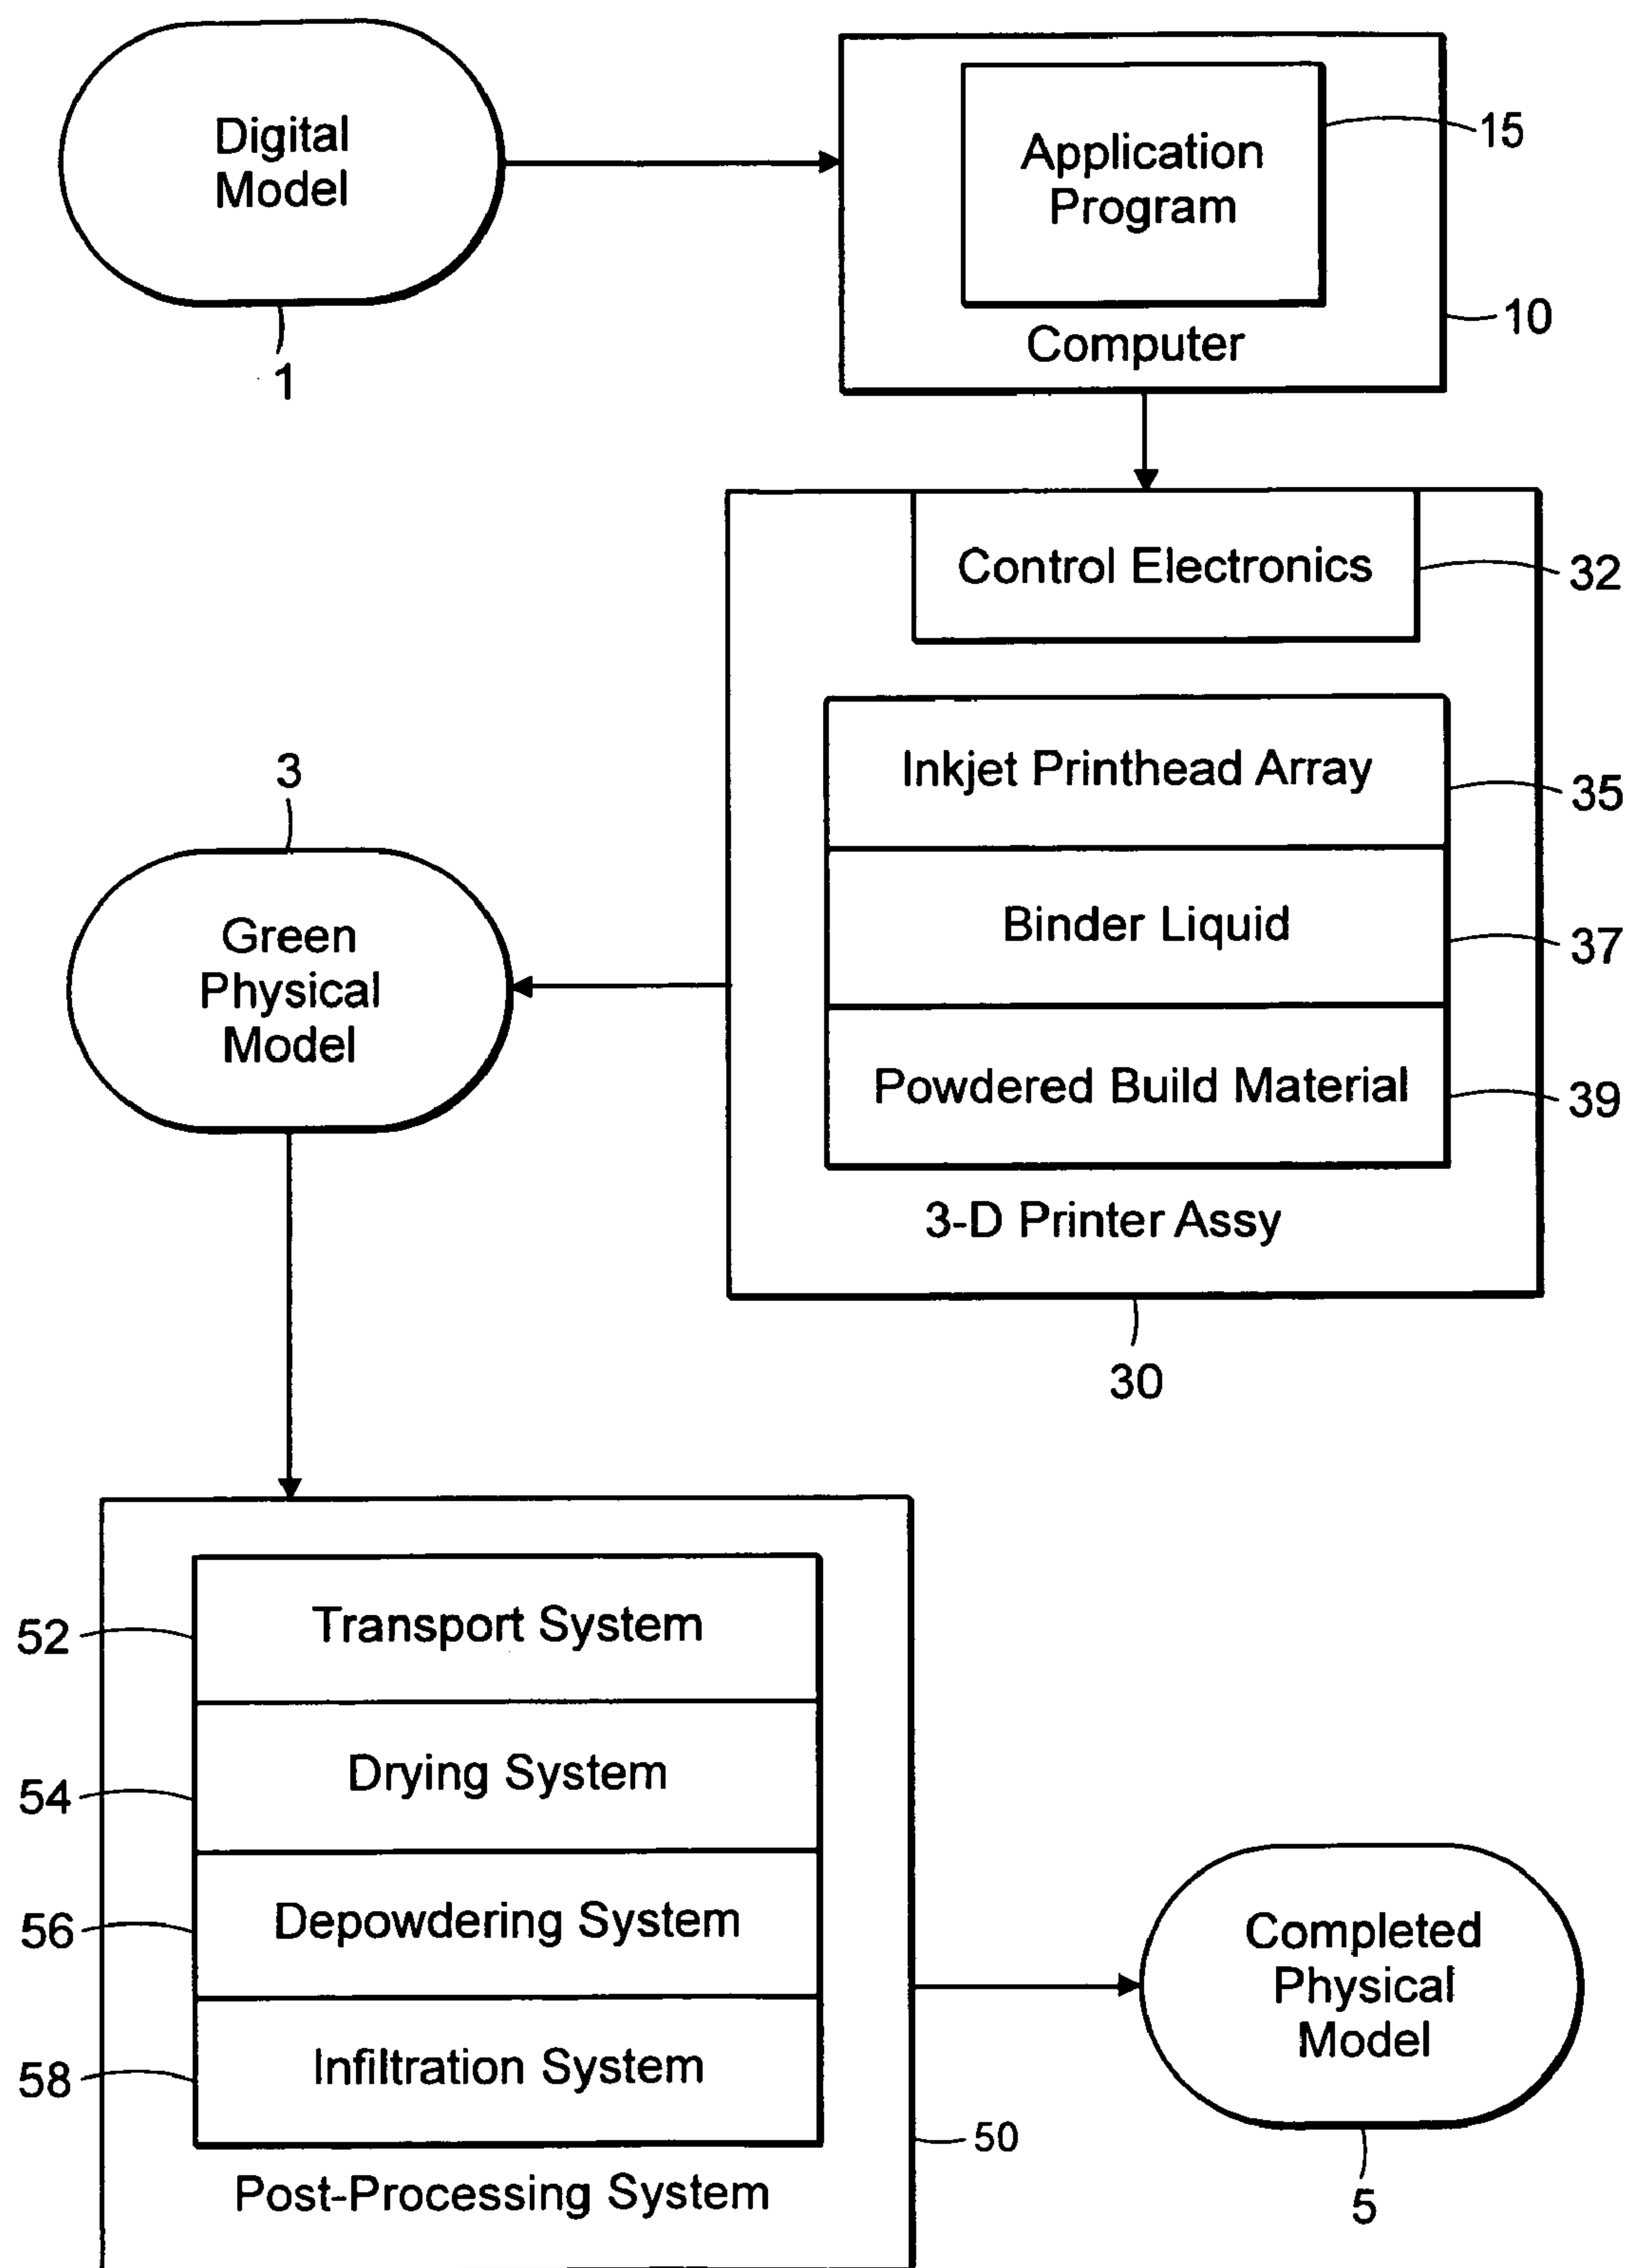 Digital
Model
1
Application
Program
15
Computer
10
Control Electronics
32
Inkjet Printhead Array
35
Binder Liquid
37
Powdered Build Material
39
3-D Printer Assy
30
3
Green
Physical
Model
Transport System
52
Drying System
54
Depowdering System
56
Infiltration System
58
Post-Processing System
50
Completed
Physical
Model
5